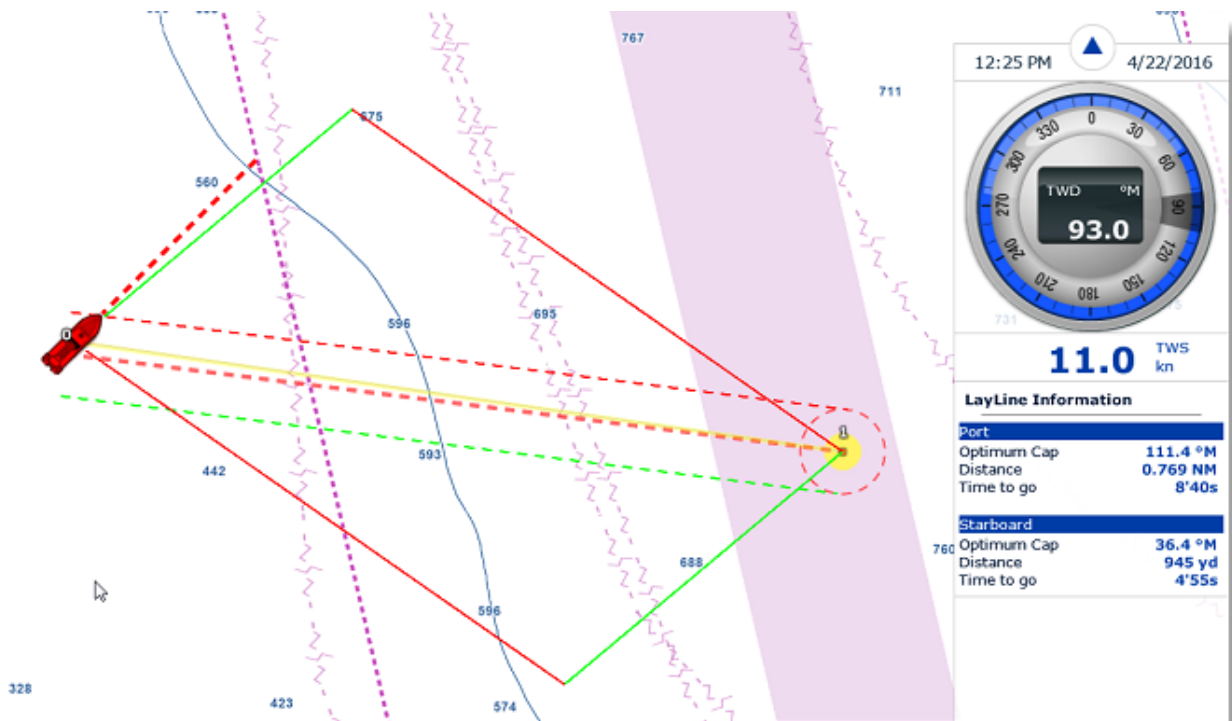 767
711
675
560
0
596
695
1
593
442
688
760
596
328
423
574
12:25 PM 4/22/2016
0
30
60
90
120
150
180
210
240
270
300
330
TWD °M
93.0
731
11.0 TWS kn
LayLine Information
Port
Optimum Cap 111.4 °M
Distance 0.769 NM
Time to go 8'40s
Starboard
Optimum Cap 36.4 °M
Distance 945 yd
Time to go 4'55s